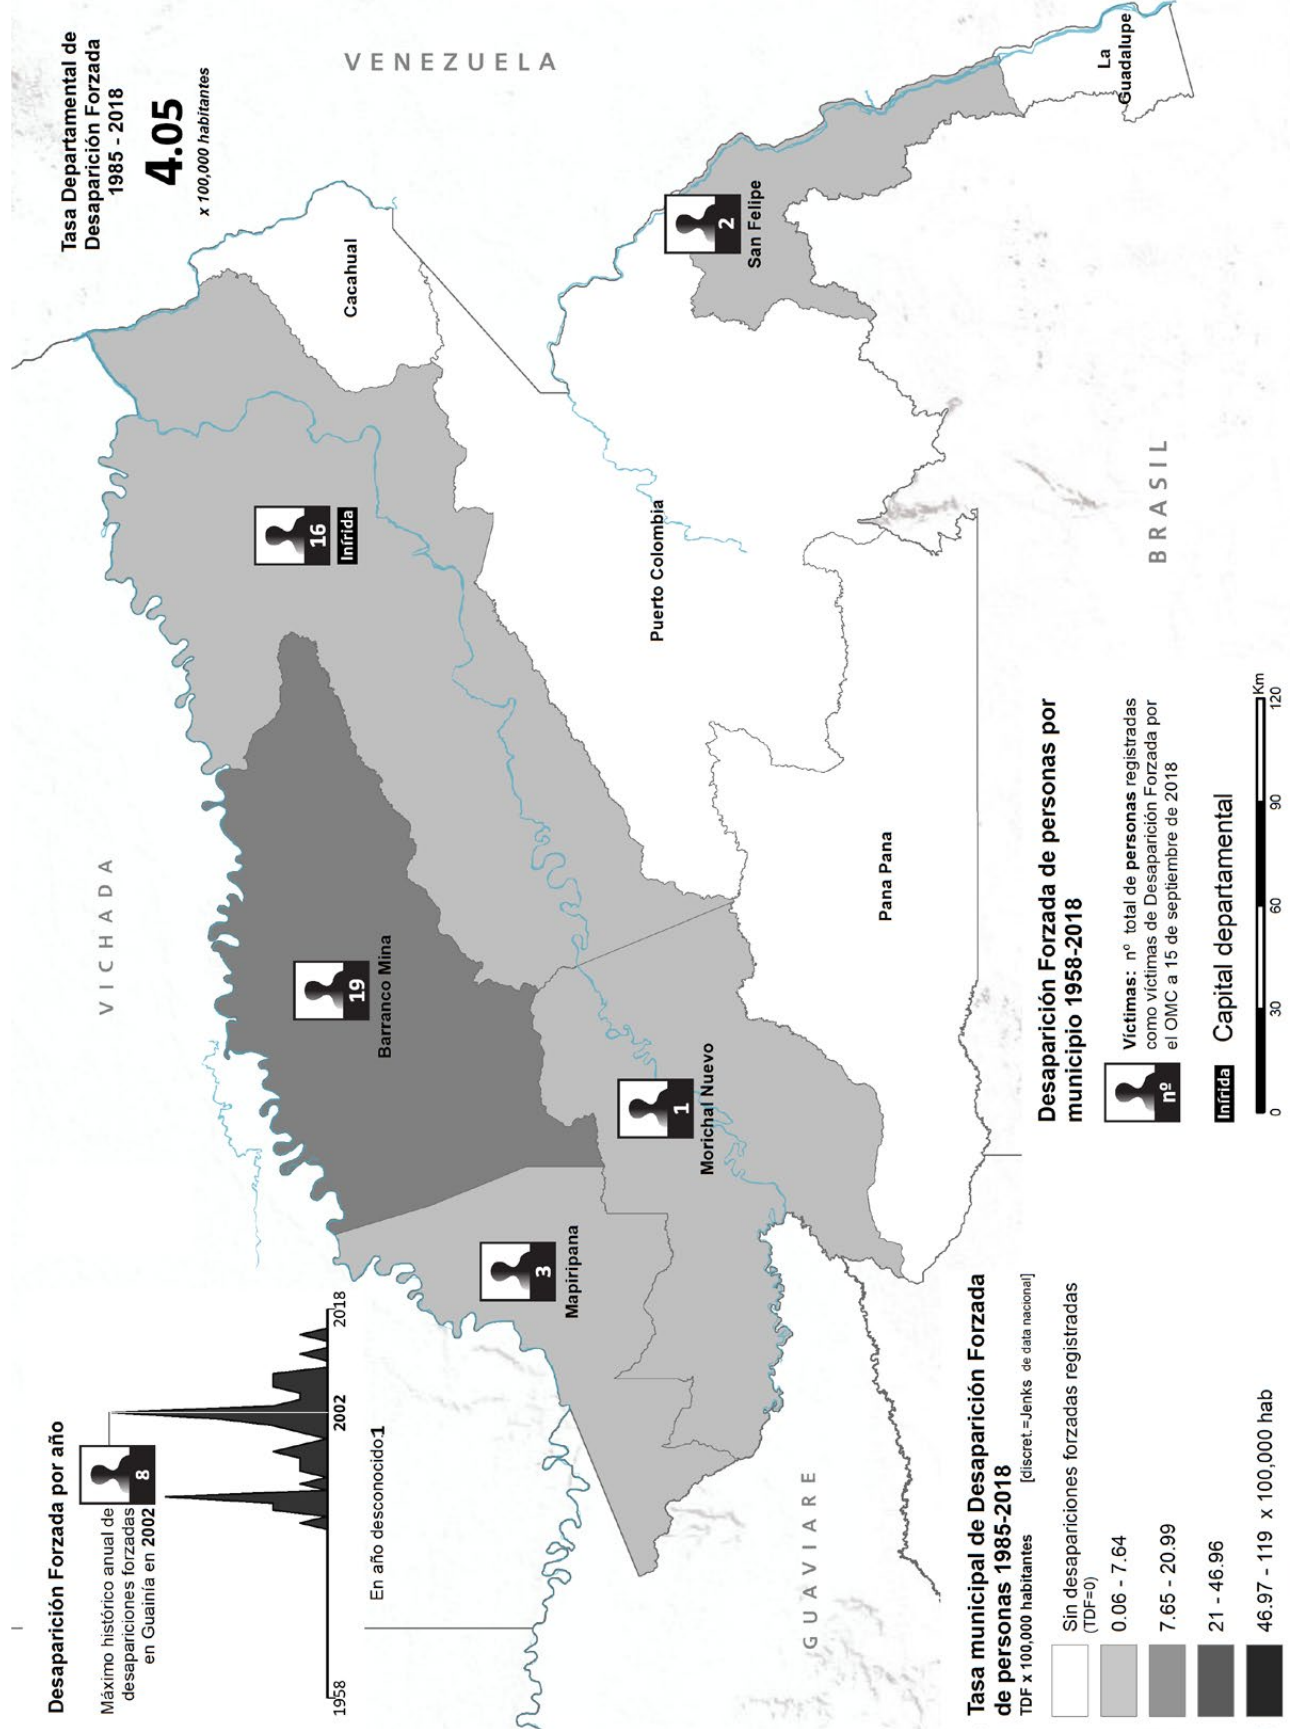 Desaparición Forzada por año
Máximo histórico anual de
desapariciones forzadas
en Guainía en 2002
8
1958
2002
2018
En año desconocido:1
VICHADA
VENEZUELA
Tasa Departamental de
Desaparición Forzada
1985 - 2018
4.05
x 100,000 habitantes
16
Inírida
Cacahual
19
Barranco Mina
3
Mapiripana
1
Morichal Nuevo
Puerto Colombia
2
San Felipe
La
Guadalupe
Pana Pana
GUAVIARE
BRASIL
Tasa municipal de Desaparición Forzada
de personas 1985-2018
TDF x 100,000 habitantes [discret.=Jenks de data nacional]
Sin desapariciones forzadas registradas
(TDF=0)
0.06 - 7.64
7.65 - 20.99
21 - 46.96
46.97 - 119 x 100,000 hab
Desaparición Forzada de personas por
municipio 1958-2018
nº
Víctimas: nº total de personas registradas
como víctimas de Desaparición Forzada por
el OMC a 15 de septiembre de 2018
Inírida Capital departamental
0 30 60 90 120 Km